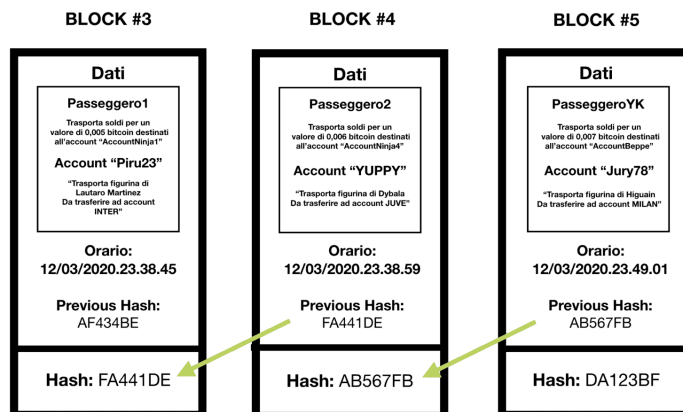 BLOCK #3
Dati
Passeggero1
Trasporta soldi per un
valore di 0,005 bitcoin destinati
all'account “AccountNinja1”
Account “Piru23”
“Trasporta figurina di
Lautaro Martinez
Da trasferire ad account
INTER”
Orario:
12/03/2020.23.38.45
Previous Hash:
AF434BE
Hash: FA441DE
BLOCK #4
Dati
Passeggero2
Trasporta soldi per un
valore di 0,006 bitcoin destinati
all'account “AccountNinja4”
Account “YUPPY”
“Trasporta figurina di Dybala
Da trasferire ad account JUVE”
Orario:
12/03/2020.23.38.59
Previous Hash:
FA441DE
Hash: AB567FB
BLOCK #5
Dati
PasseggeroYK
Trasporta soldi per un
valore di 0,007 bitcoin destinati
all'account “AccountBeppe”
Account “Jury78”
“Trasporta figurina di Higuain
Da trasferire ad account MILAN”
Orario:
12/03/2020.23.49.01
Previous Hash:
AB567FB
Hash: DA123BF